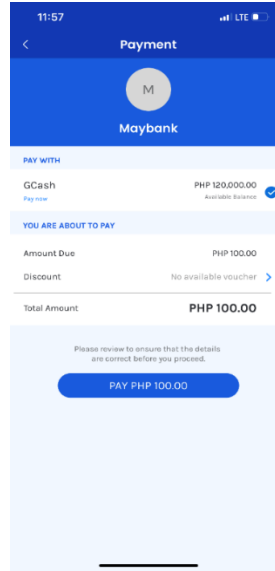 11:57
LTE
Payment
M
Maybank
PAY WITH
GCash
PHP 120,000.00
Pay now
Available Balance
YOU ARE ABOUT TO PAY
Amount Due
PHP 100.00
Discount
No available voucher
Total Amount
PHP 100.00
Please review to ensure that the details
are correct before you proceed.
PAY PHP 100.00